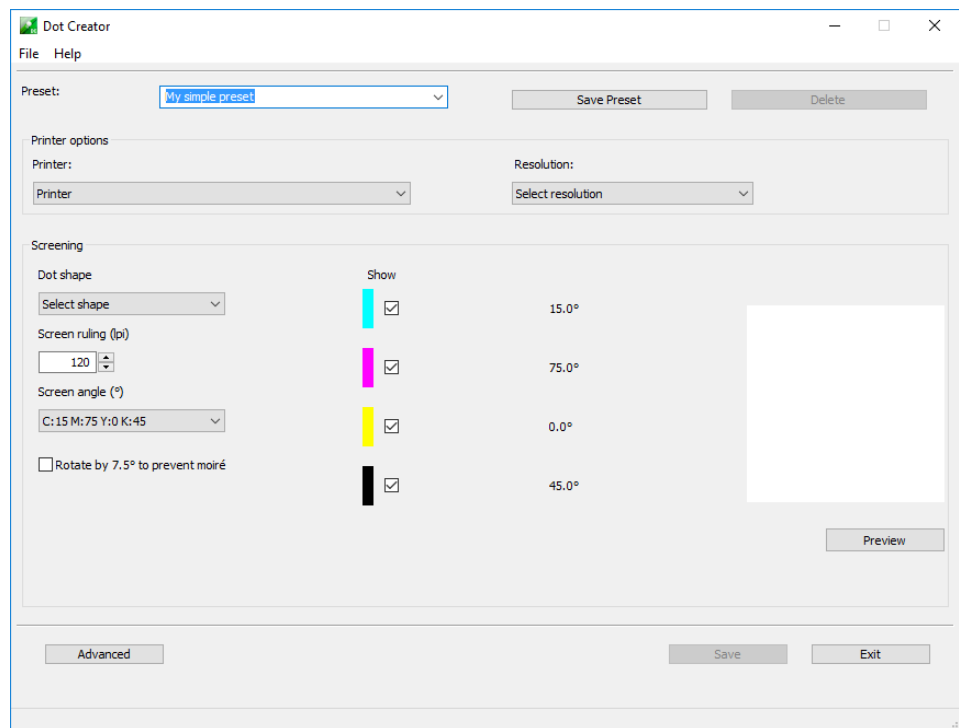 Dot Creator
File Help
Preset: My simple preset Save Preset Delete
Printer options
Printer: Resolution:
Printer Select resolution
Screening
Dot shape Show
Select shape 15.0°
Screen ruling (lpi)
120 75.0°
Screen angle (°)
C:15 M:75 Y:0 K:45 0.0°
Rotate by 7.5° to prevent moiré
45.0°
Preview
Advanced Save Exit